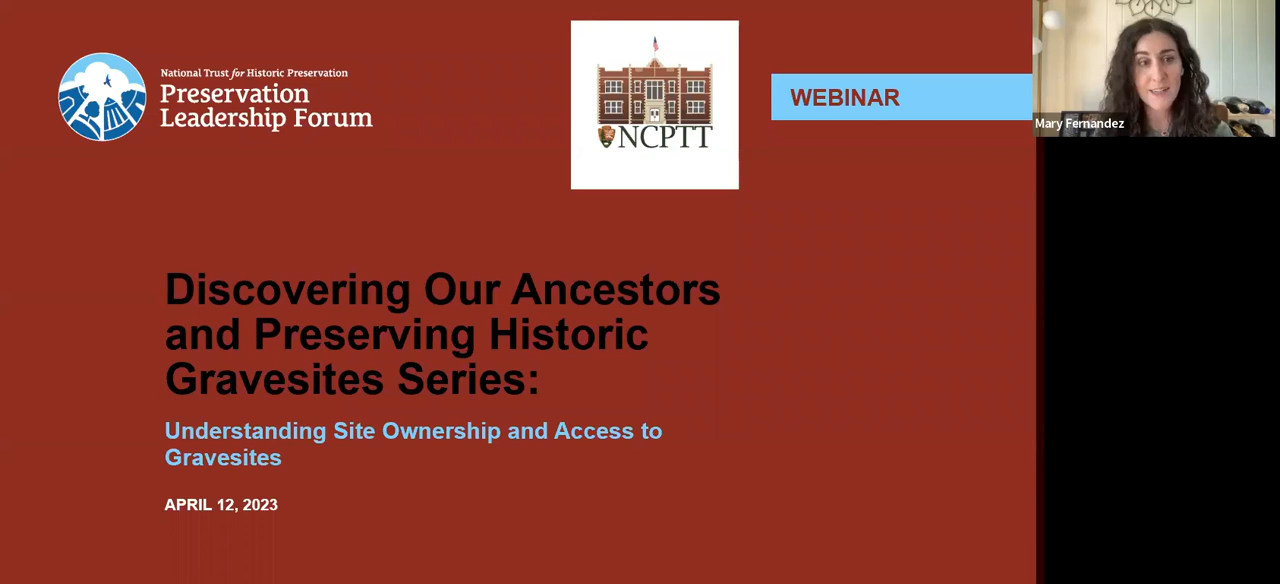 National Trust for Historic Preservation
Preservation
Leadership Forum
NCPTT
WEBINAR
Mary Fernandez
Discovering Our Ancestors
and Preserving Historic
Gravesites Series:
Understanding Site Ownership and Access to
Gravesites
APRIL 12, 2023